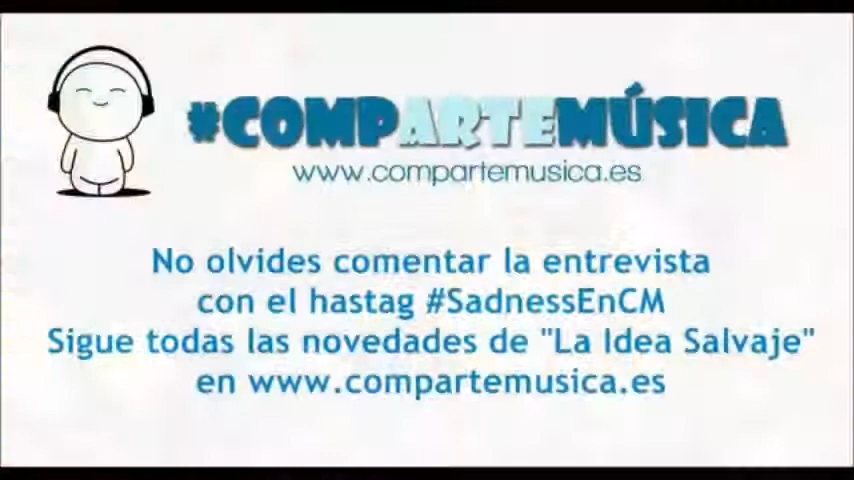 #COMPARTEMÚSICA
www.compartemusica.es
No olvides comentar la entrevista
con el hastag #SadnessEnCM
Sigue todas las novedades de "La Idea Salvaje"
en www.compartemusica.es